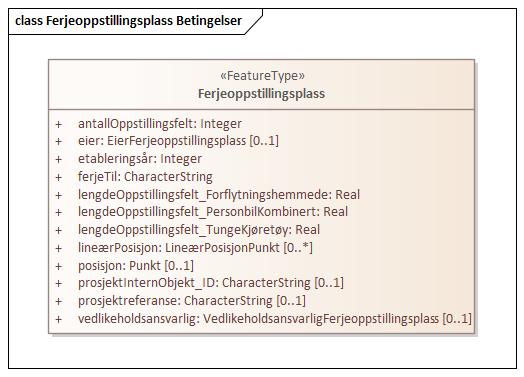 class Ferjeoppstillingsplass Betingelser
«FeatureType»
Ferjeoppstillingsplass
+ antallOppstillingsfelt: Integer
+ eier: EierFerjeoppstillingsplass [0..1]
+ etableringsår: Integer
+ ferjeTil: CharacterString
+ lengdeOppstillingsfelt_Forflytningshemmede: Real
+ lengdeOppstillingsfelt_PersonbilKombinert: Real
+ lengdeOppstillingsfelt_TungeKjøretøy: Real
+ lineærPosisjon: LineærPosisjonPunkt [0..*]
+ posisjon: Punkt [0..1]
+ prosjektInternObjekt_ID: CharacterString [0..1]
+ prosjektreferanse: CharacterString [0..1]
+ vedlikeholdsansvarlig: VedlikeholdsansvarligFerjeoppstillingsplass [0..1]